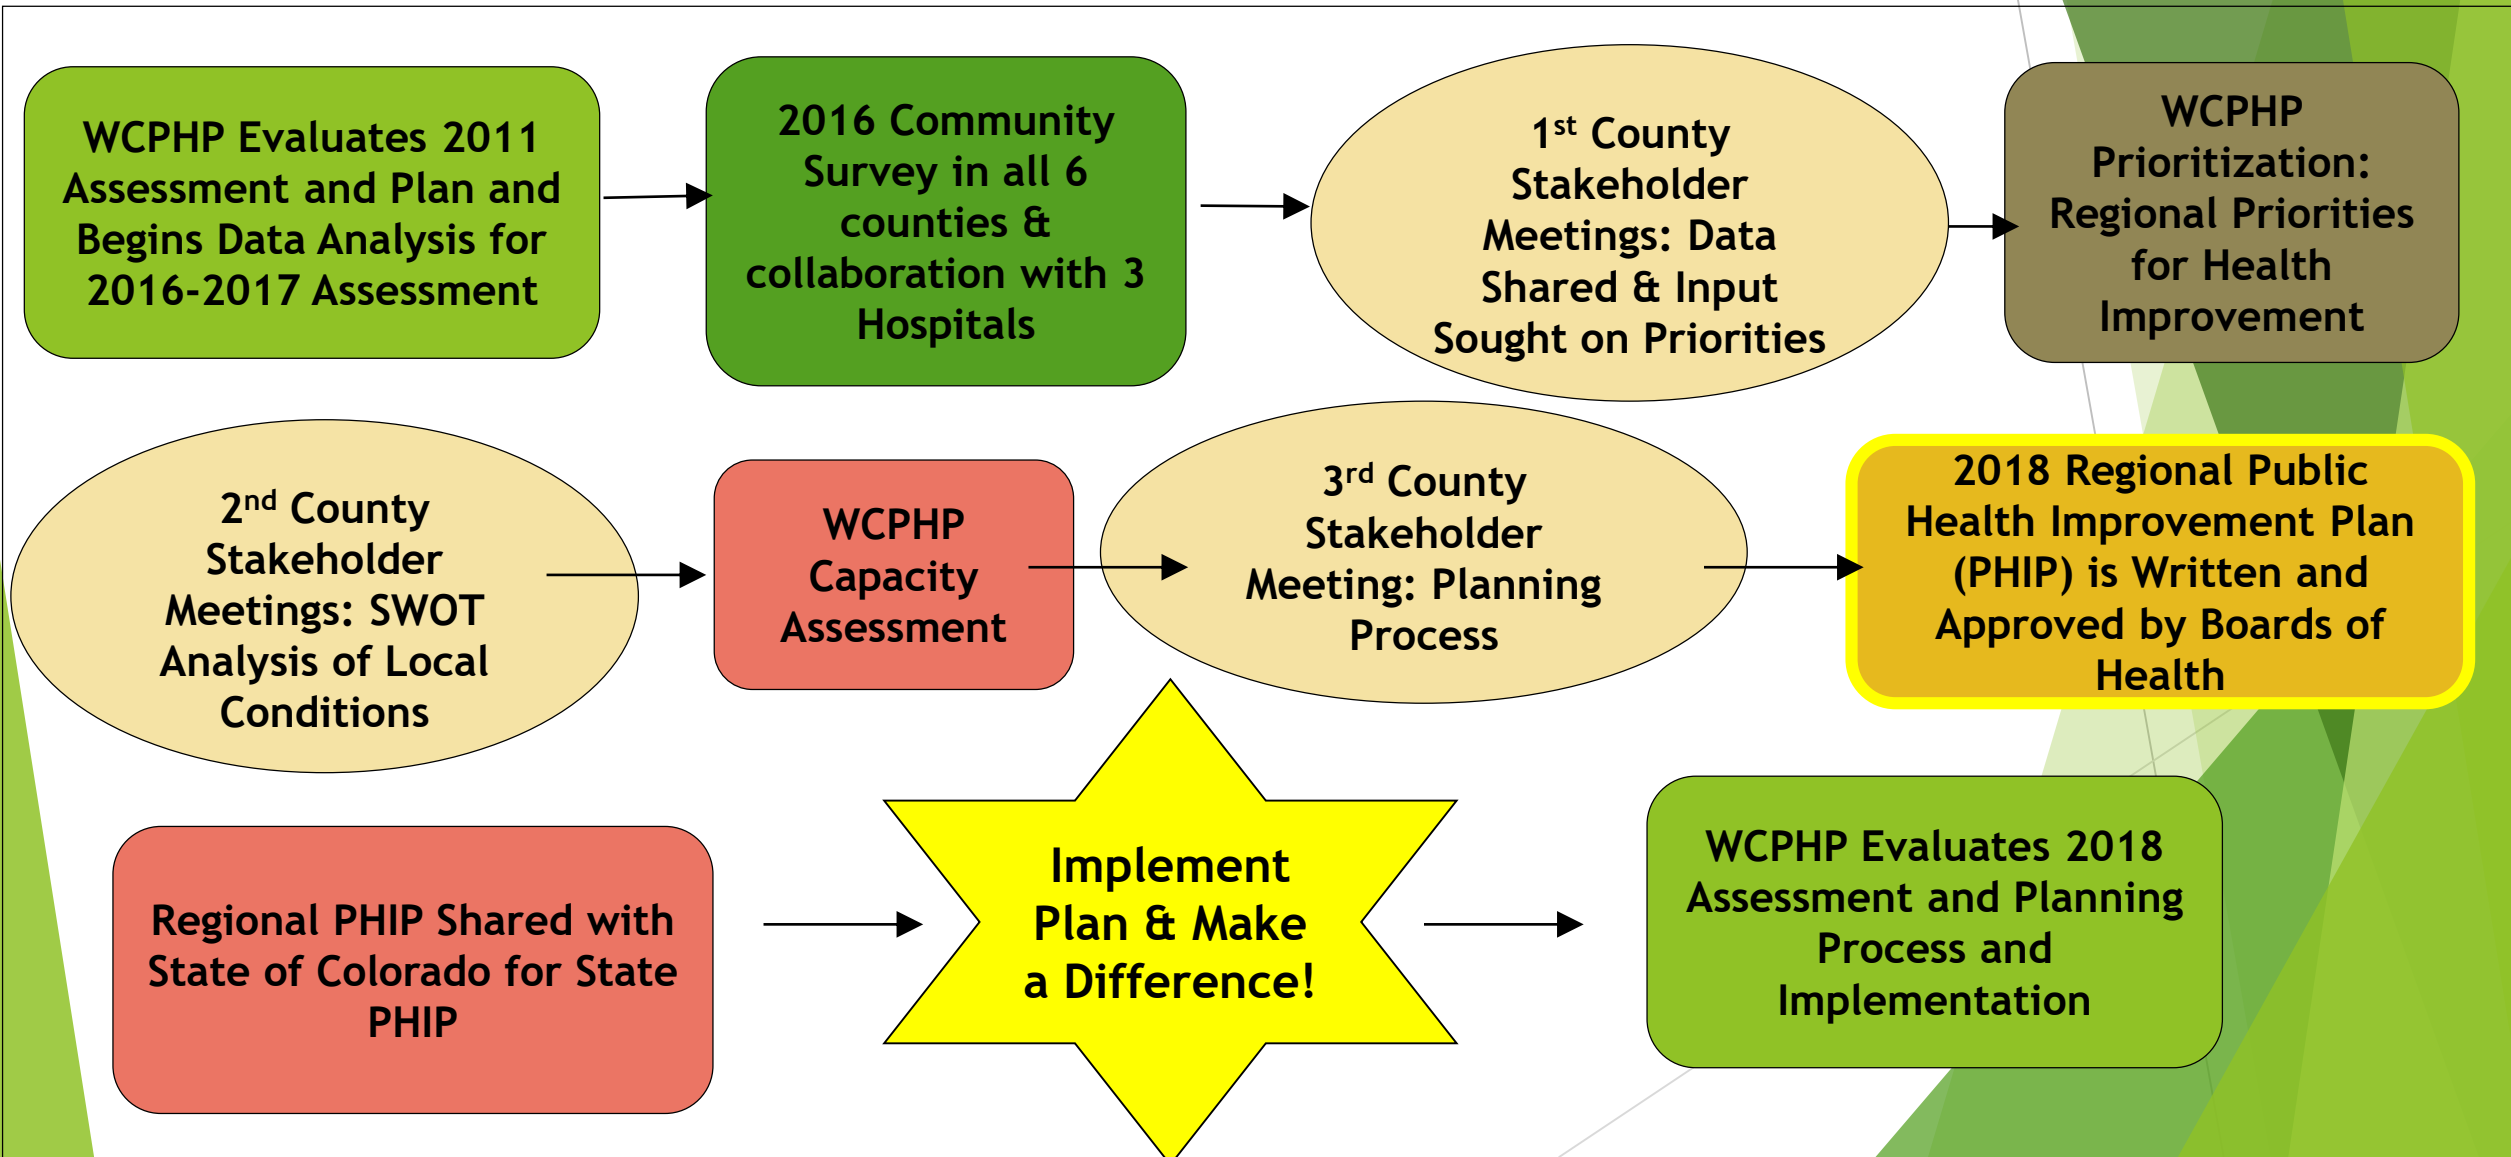 WCPHP Evaluates 2011
Assessment and Plan and
Begins Data Analysis for
2016-2017 Assessment
2016 Community
Survey in all 6
counties &
collaboration with 3
Hospitals
1st County
Stakeholder
Meetings: Data
Shared & Input
Sought on Priorities
WCPHP
Prioritization:
Regional Priorities
for Health
Improvement
2nd County
Stakeholder
Meetings: SWOT
Analysis of Local
Conditions
WCPHP
Capacity
Assessment
3rd County
Stakeholder
Meeting: Planning
Process
2018 Regional Public
Health Improvement Plan
(PHIP) is Written and
Approved by Boards of
Health
Regional PHIP Shared with
State of Colorado for State
PHIP
Implement
Plan & Make
a Difference!
WCPHP Evaluates 2018
Assessment and Planning
Process and
Implementation